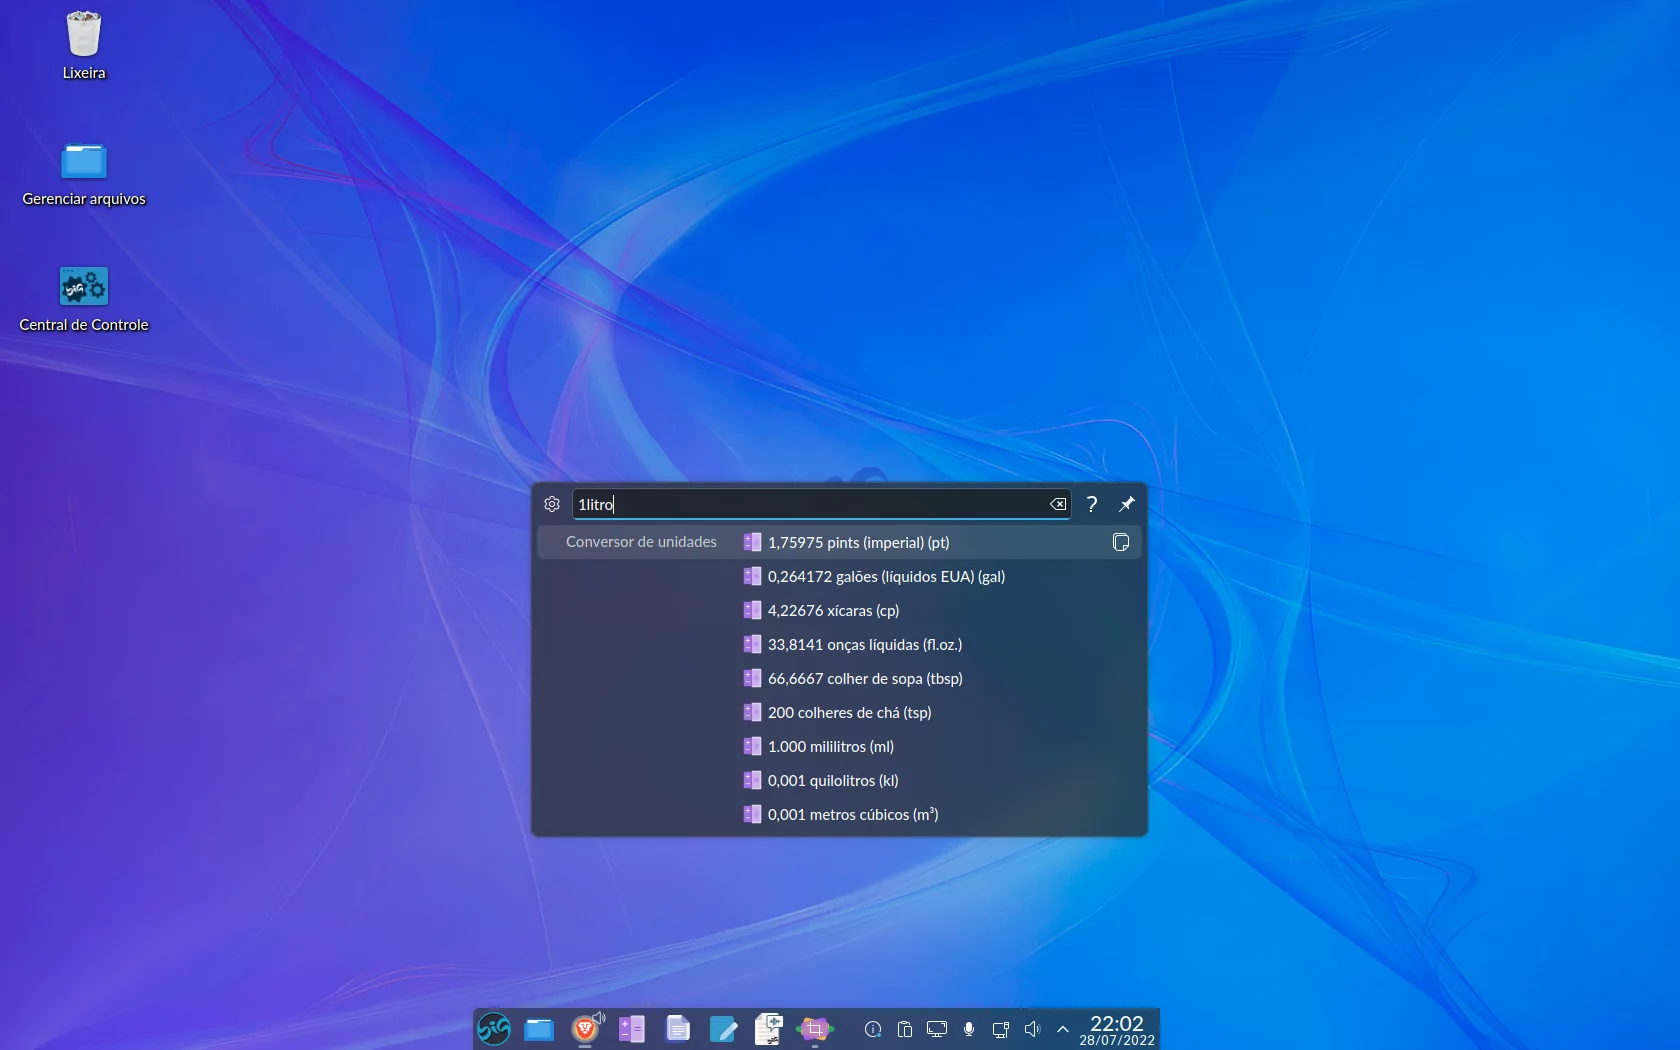 Lixeira
Gerenciar arquivos
Central de Controle
1litro
Conversor de unidades
1,75975 pints (imperial) (pt)
0,264172 galões (líquidos EUA) (gal)
4,22676 xícaras (cp)
33,8141 onças líquidas (fl.oz.)
66,6667 colher de sopa (tbsp)
200 colheres de chá (tsp)
1.000 mililitros (ml)
0,001 quilolitros (kl)
0,001 metros cúbicos (m³)
22:02
28/07/2022